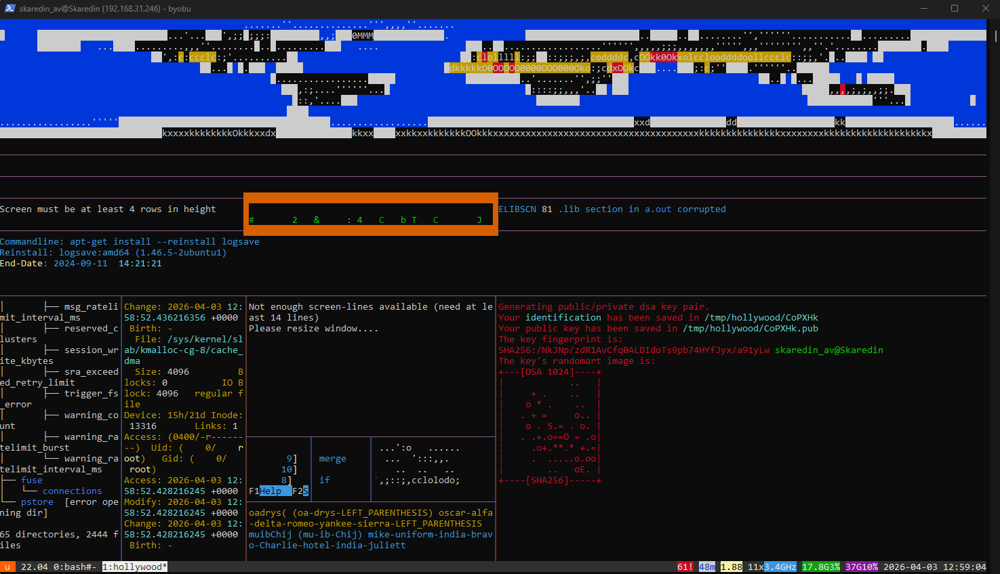 skaredin_av@Skaredin (192.168.31.246) - byobu
0MMM
Screen must be at least 4 rows in height
# 2 & : 4 C b T C J
ELIBSCN 81 .lib section in a.out corrupted
Commandline: apt-get install --reinstall logsave
Reinstall: logsave:amd64 (1.46.5-2ubuntu1)
End-Date: 2024-09-11 14:21:21
│ ├── msg_rateli
mit_interval_ms
│ ├── reserved_c
lusters
│ ├── session_wr
ite_kbytes
│ ├── sra_exceed
ed_retry_limit
│ ├── trigger_fs
_error
│ ├── warning_co
unt
│ ├── warning_ra
telimit_burst
│ └── warning_ra
telimit_interval_ms
├── fuse
│ └── connections
└── pstore [error ope
ning dir]
65 directories, 2444 f
iles
Change: 2026-04-03 12:
58:52.436216356 +0000
Birth: -
File: /sys/kernel/sl
ab/kmalloc-cg-8/cache_
dma
Size: 4096 B
locks: 0 IO B
lock: 4096 regular f
ile
Device: 15h/21d Inode:
13316 Links: 1
Access: (0400/-r------
--) Uid: ( 0/ r
oot) Gid: ( 0/
root)
Access: 2026-04-03 12:
58:52.428216245 +0000
Modify: 2026-04-03 12:
58:52.428216245 +0000
Change: 2026-04-03 12:
58:52.428216245 +0000
Birth: -
Not enough screen-lines available (need at le
ast 14 lines)
Please resize window....
9]
10]
8]
F1Help F2S
merge
if
...':o ......
... '::::,,.
.. .. ..
',;::;,cclolodo;
oadrys( (oa-drys-LEFT_PARENTHESIS) oscar-alfa
-delta-romeo-yankee-sierra-LEFT_PARENTHESIS
muibChij (mu-ib-Chij) mike-uniform-india-brav
o-Charlie-hotel-india-juliett
Generating public/private dsa key pair.
Your identification has been saved in /tmp/hollywood/CoPXHk
Your public key has been saved in /tmp/hollywood/CoPXHk.pub
The key fingerprint is:
SHA256:/NkJNp/zdR1AvCfq0ALDIdoTs9pb74HYfJyx/a91yLw skaredin_av@Skaredin
The key's randomart image is:
+---[DSA 1024]----+
| .. |
| + . .. |
| o * . .. |
| . + = o.. |
| o . S.= . o. |
| . .+.o==O = .o|
| .o+.**.* +.=|
| . .....o.oo|
| .. oE. |
+----[SHA256]-----+
u 22.04 0:bash#- 1:hollywood* 61! 48m 1.88 11x3.4GHz 17.8G3% 37G10% 2026-04-03 12:59:04